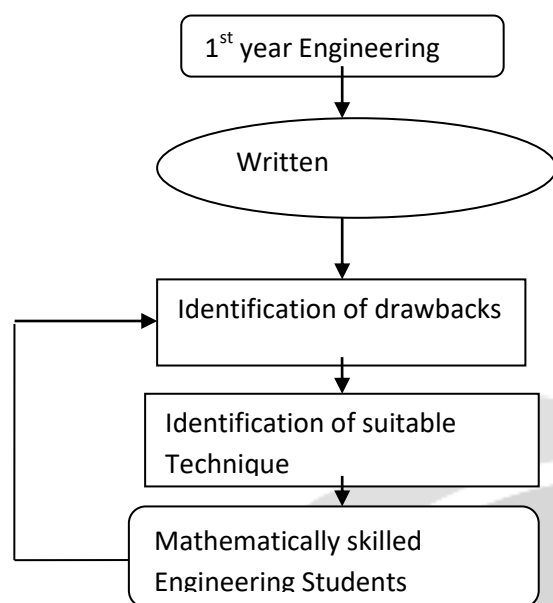 1st year Engineering
Written
Identification of drawbacks
Identification of suitable
Technique
Mathematically skilled
Engineering Students